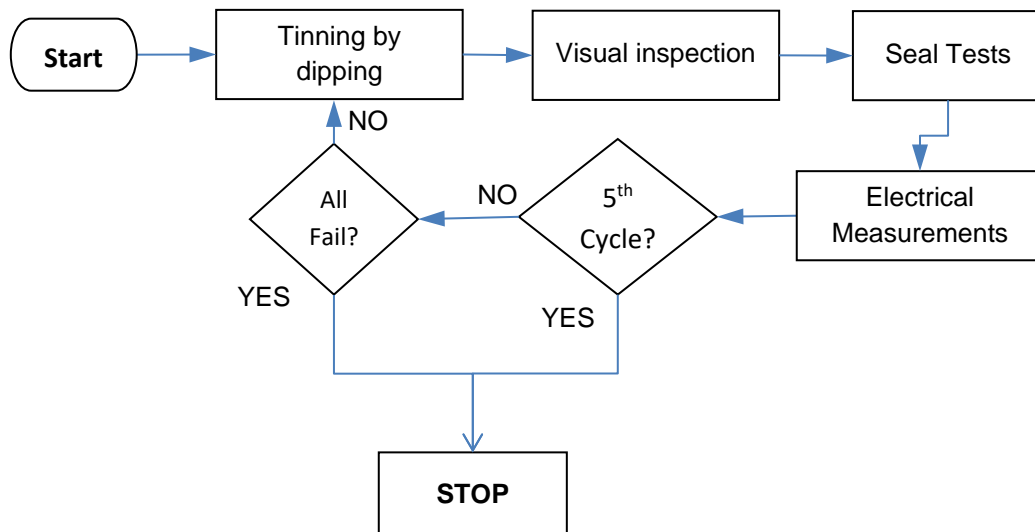 Start
Tinning by
dipping
Visual inspection
Seal Tests
NO
All
Fail?
NO
5th
Cycle?
Electrical
Measurements
YES
YES
STOP